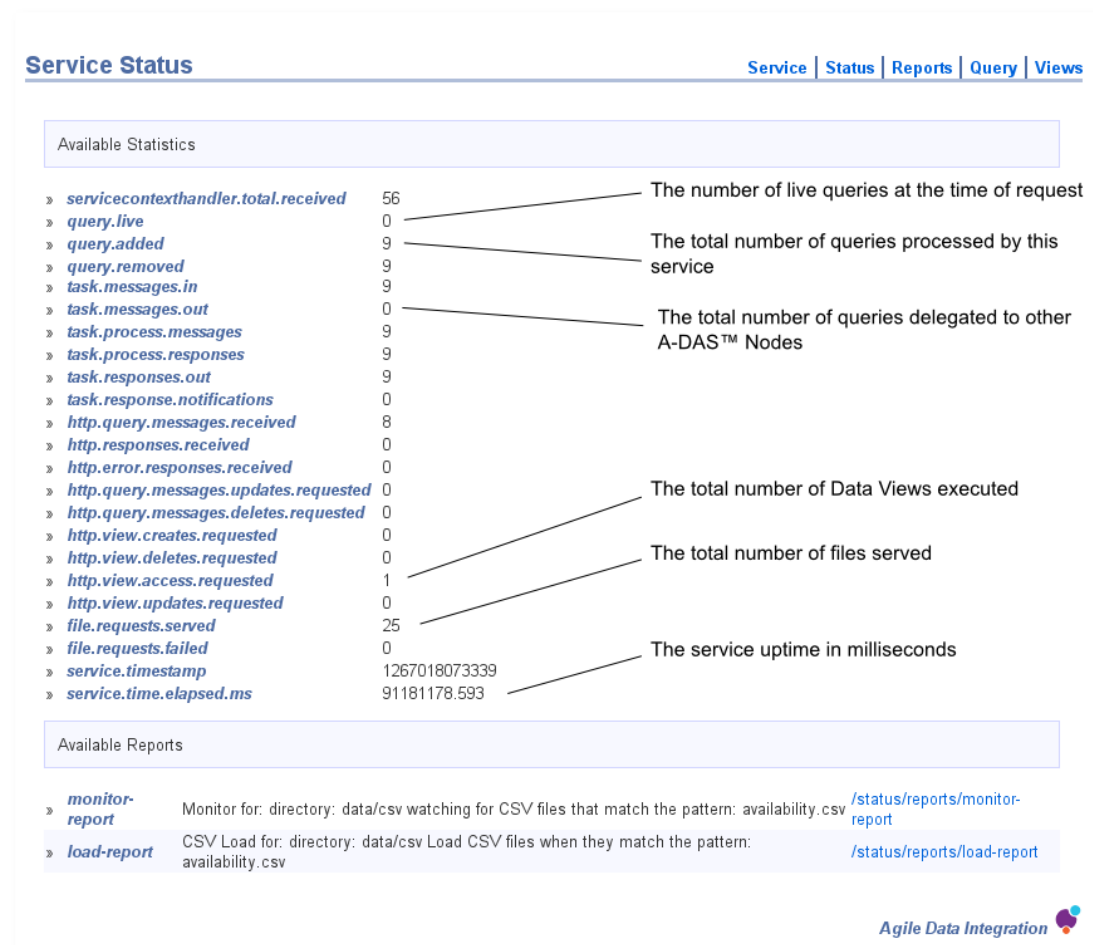 Service Status
Service | Status | Reports | Query | Views
Available Statistics
» servicecontexthandler.total.received 56
The number of live queries at the time of request
» query.live 0
» query.added 9
The total number of queries processed by this
service
» query.removed 9
» task.messages.in 9
» task.messages.out 0
The total number of queries delegated to other
A-DAS™ Nodes
» task.process.messages 9
» task.process.responses 9
» task.responses.out 9
» task.response.notifications 0
» http.query.messages.received 8
» http.responses.received 0
» http.error.responses.received 0
» http.query.messages.updates.requested 0
The total number of Data Views executed
» http.query.messages.deletes.requested 0
» http.view.creates.requested 0
» http.view.deletes.requested 0
The total number of files served
» http.view.access.requested 1
» http.view.updates.requested 0
» file.requests.served 25
» file.requests.failed 0
The service uptime in milliseconds
» service.timestamp 1267018073339
» service.time.elapsed.ms 91181178.593
Available Reports
» monitor-
report
Monitor for: directory: data/csv watching for CSV files that match the pattern: availability.csv
/status/reports/monitor-
report
» load-report
CSV Load for: directory: data/csv Load CSV files when they match the pattern:
availability.csv
/status/reports/load-report
Agile Data Integration